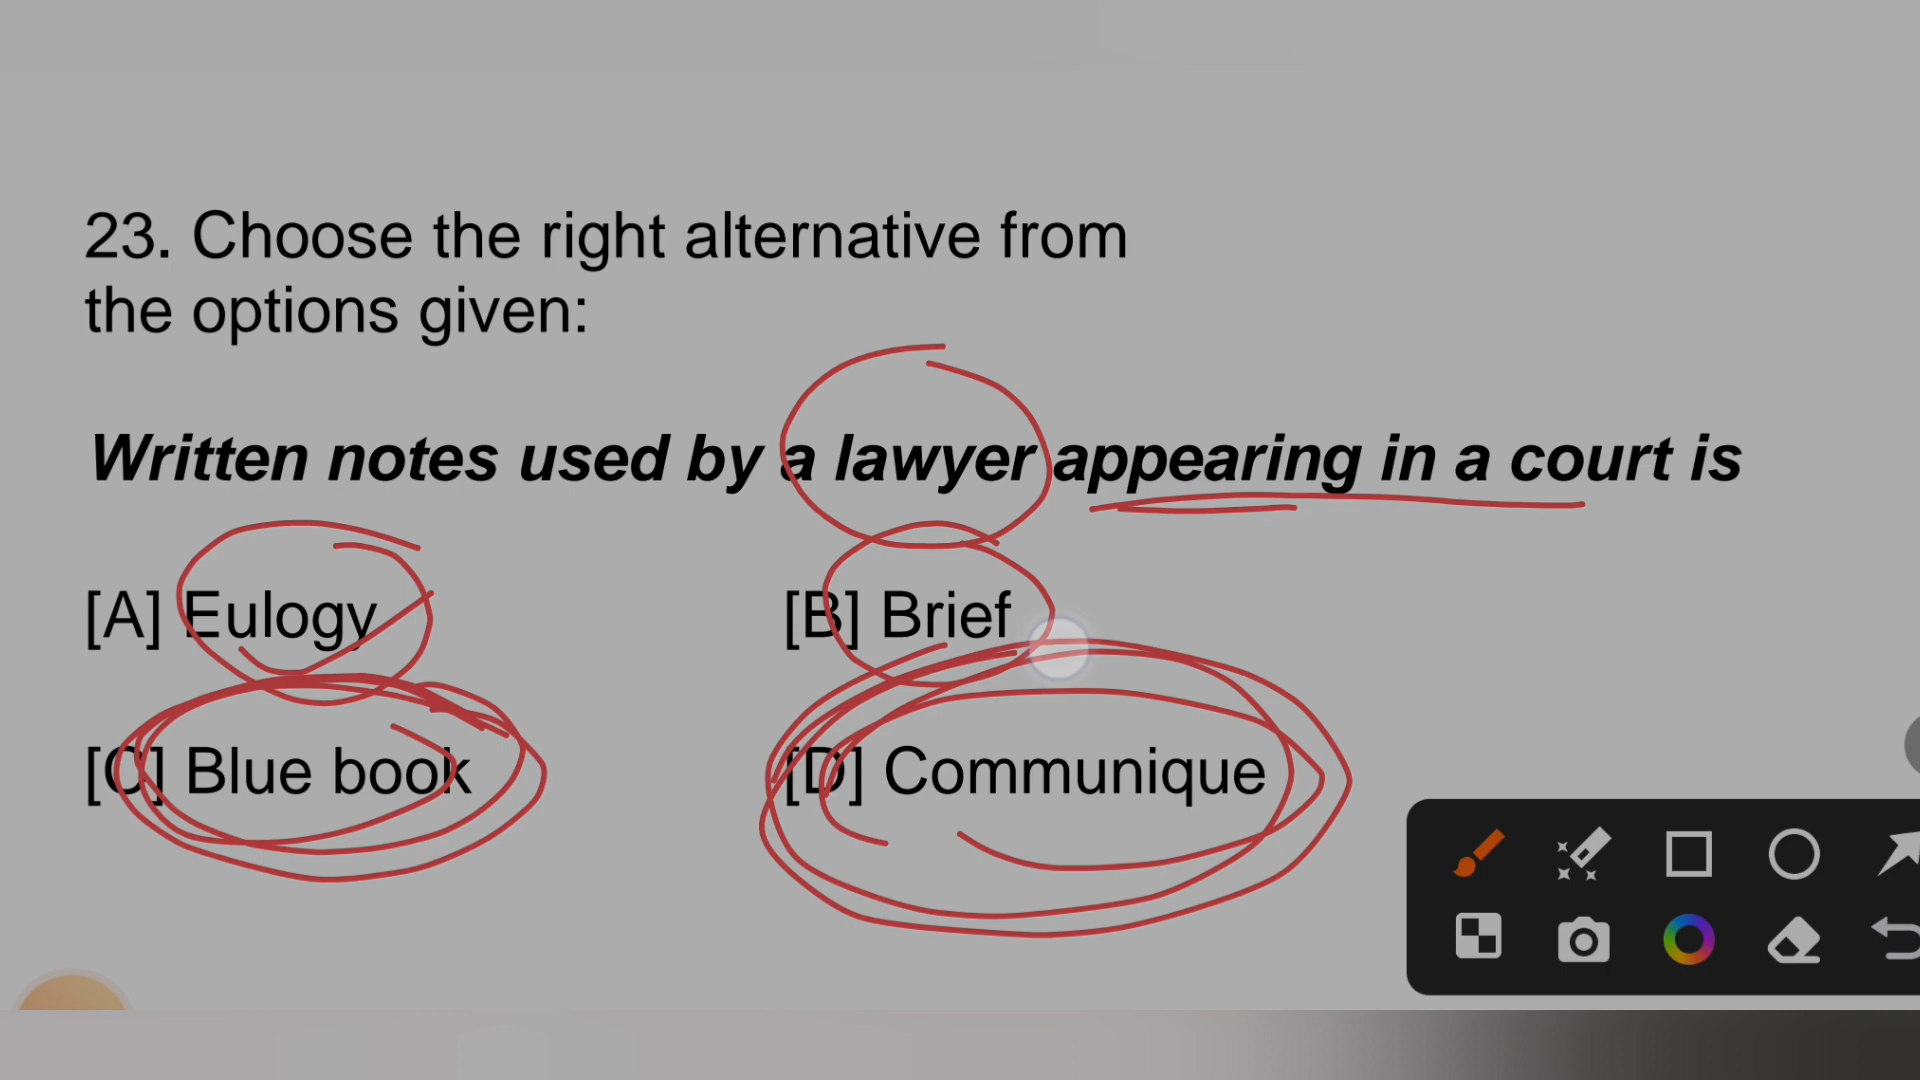 23. Choose the right alternative from
the options given:
Written notes used by a lawyer appearing in a court is
[A] Eulogy [B] Brief
[C] Blue book [D] Communique